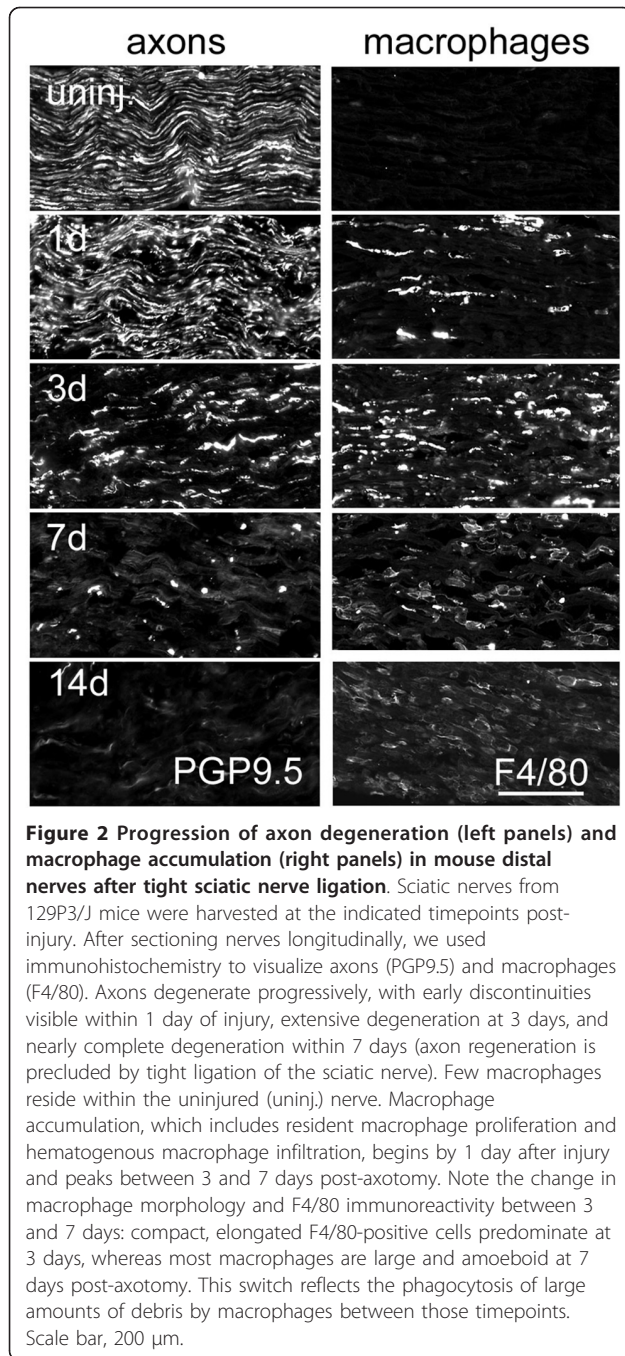 axons macrophages
uninj.
1d
3d
7d
14d
PGP9.5 F4/80
Figure 2 Progression of axon degeneration (left panels) and
macrophage accumulation (right panels) in mouse distal
nerves after tight sciatic nerve ligation. Sciatic nerves from
129P3/J mice were harvested at the indicated timepoints post-
injury. After sectioning nerves longitudinally, we used
immunohistochemistry to visualize axons (PGP9.5) and macrophages
(F4/80). Axons degenerate progressively, with early discontinuities
visible within 1 day of injury, extensive degeneration at 3 days, and
nearly complete degeneration within 7 days (axon regeneration is
precluded by tight ligation of the sciatic nerve). Few macrophages
reside within the uninjured (uninj.) nerve. Macrophage
accumulation, which includes resident macrophage proliferation and
hematogenous macrophage infiltration, begins by 1 day after injury
and peaks between 3 and 7 days post-axotomy. Note the change in
macrophage morphology and F4/80 immunoreactivity between 3
and 7 days: compact, elongated F4/80-positive cells predominate at
3 days, whereas most macrophages are large and amoeboid at 7
days post-axotomy. This switch reflects the phagocytosis of large
amounts of debris by macrophages between those timepoints.
Scale bar, 200 μm.